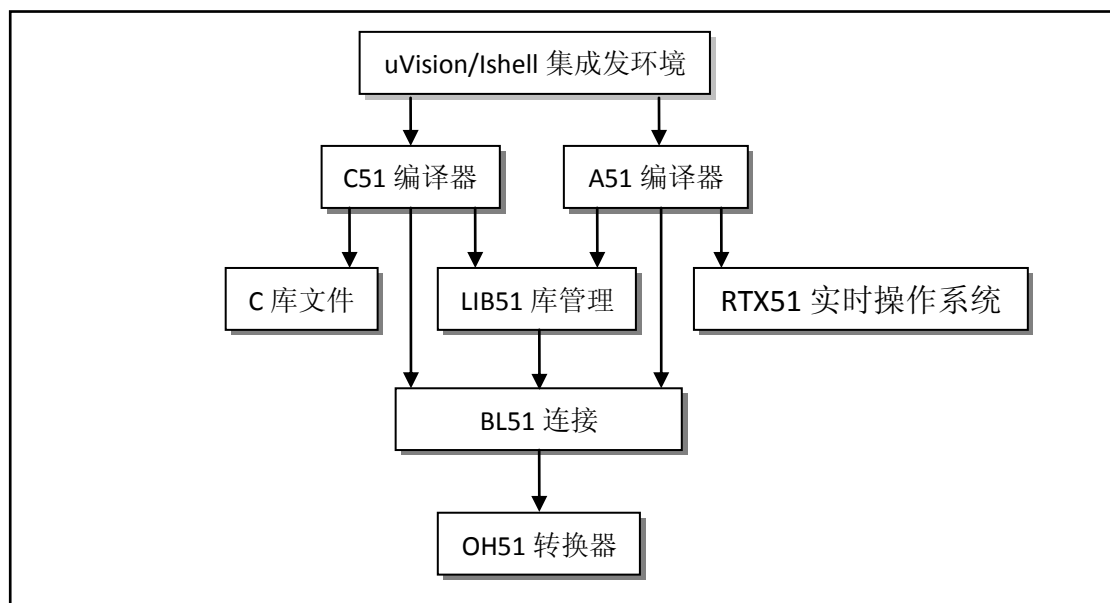 uVision/Ishell 集成发环境
C51 编译器
A51 编译器
C 库文件
LIB51 库管理
RTX51 实时操作系统
BL51 连接
OH51 转换器